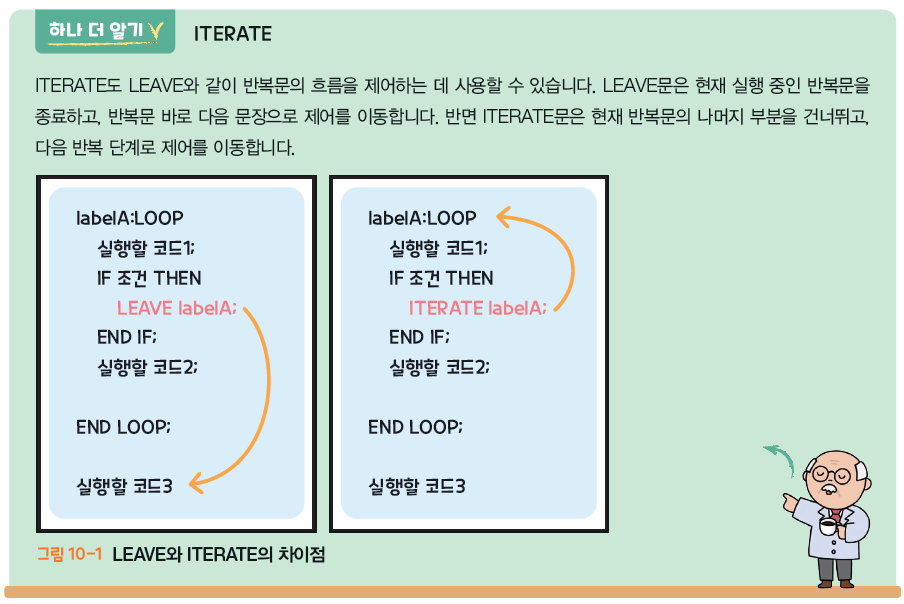 하나 더 알기
ITERATE
ITERATE도 LEAVE와 같이 반복문의 흐름을 제어하는 데 사용할 수 있습니다. LEAVE문은 현재 실행 중인 반복문을
종료하고, 반복문 바로 다음 문장으로 제어를 이동합니다. 반면 ITERATE문은 현재 반복문의 나머지 부분을 건너뛰고,
다음 반복 단계로 제어를 이동합니다.
labelA:LOOP
실행할 코드1;
IF 조건 THEN
LEAVE labelA;
END IF;
실행할 코드2;
END LOOP;
실행할 코드3
labelA:LOOP
실행할 코드1;
IF 조건 THEN
ITERATE labelA;
END IF;
실행할 코드2;
END LOOP;
실행할 코드3
그림 10-1 LEAVE와 ITERATE의 차이점